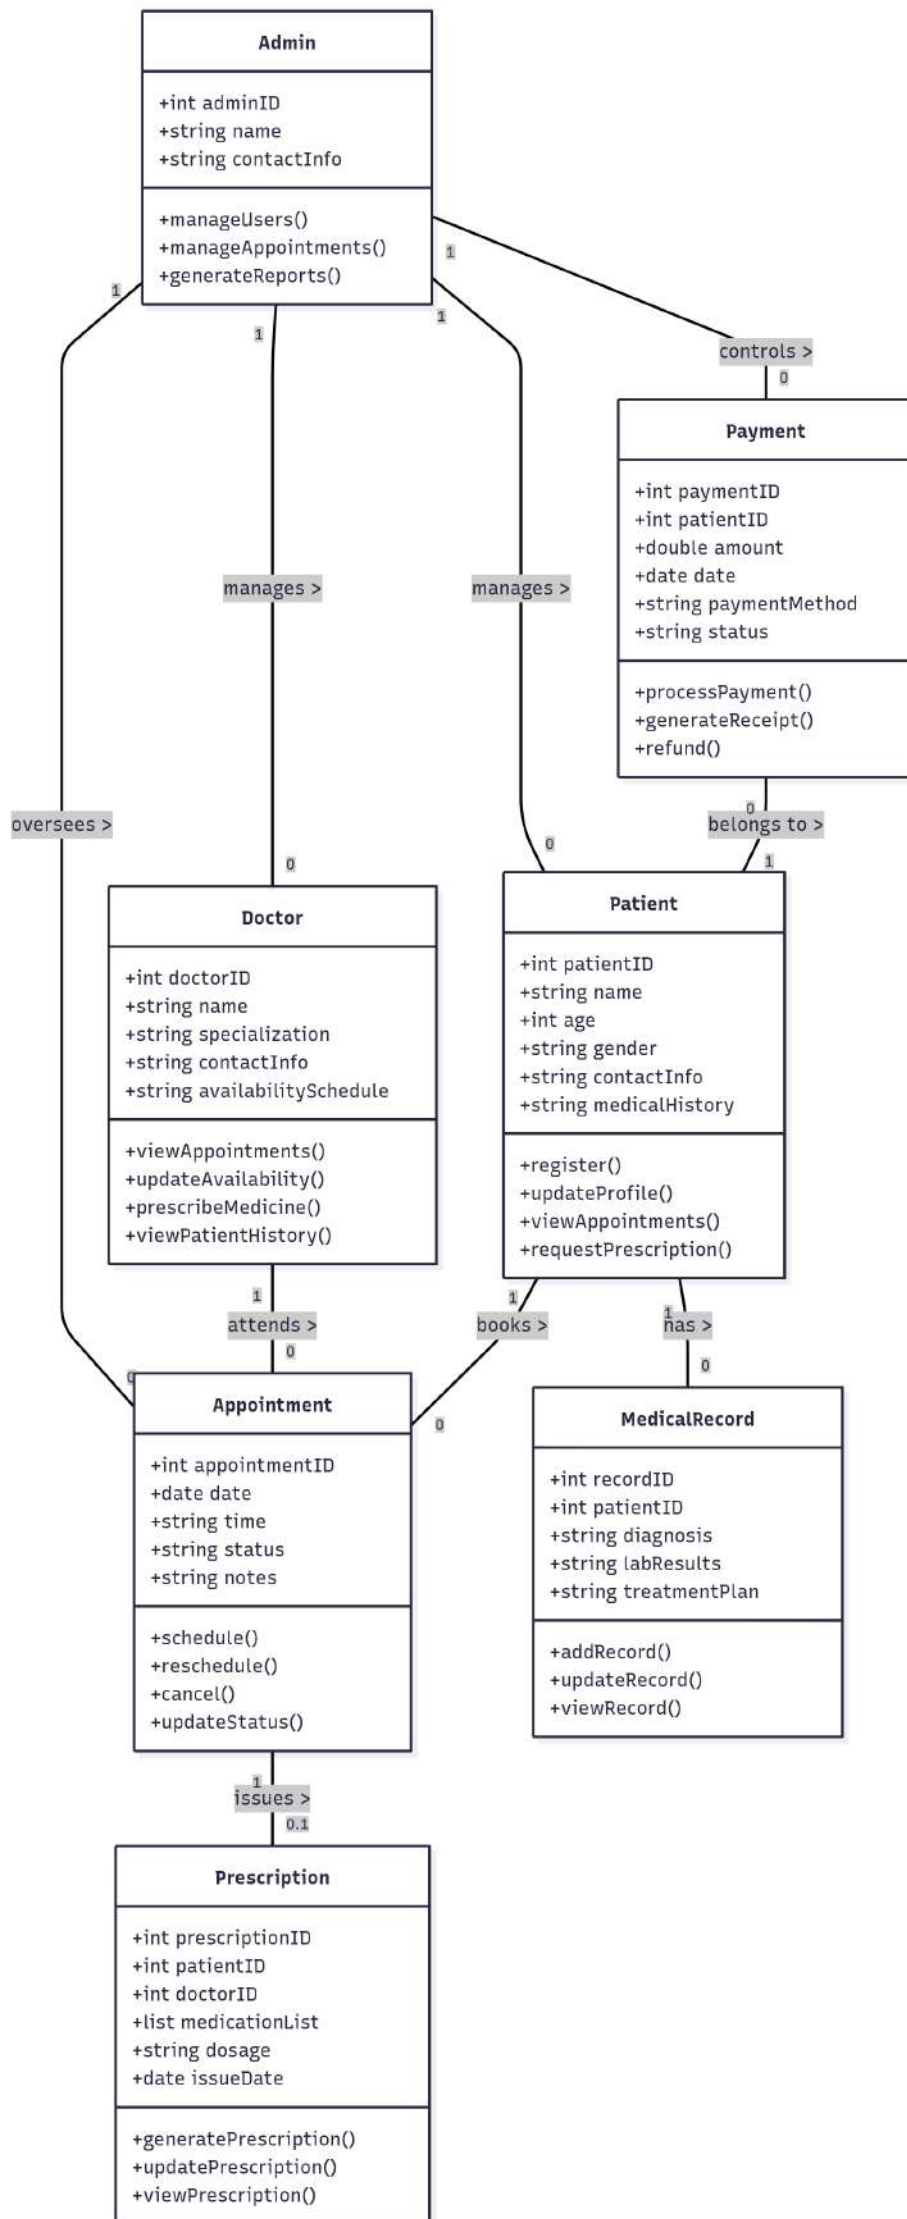 Admin
+int adminID
+string name
+string contactInfo
+manageUsers()
+manageAppointments()
+generateReports()
1
1
1
1
controls >
0
Payment
+int paymentID
+int patientID
+double amount
+date date
+string paymentMethod
+string status
+processPayment()
+generateReceipt()
+refund()
manages >
manages >
oversees >
0
belongs to >
0
0
1
Doctor
+int doctorID
+string name
+string specialization
+string contactInfo
+string availabilitySchedule
+viewAppointments()
+updateAvailability()
+prescribeMedicine()
+viewPatientHistory()
Patient
+int patientID
+string name
+int age
+string gender
+string contactInfo
+string medicalHistory
+register()
+updateProfile()
+viewAppointments()
+requestPrescription()
1
attends >
0
1
books >
0
1
has >
0
0
Appointment
+int appointmentID
+date date
+string time
+string status
+string notes
+schedule()
+reschedule()
+cancel()
+updateStatus()
MedicalRecord
+int recordID
+int patientID
+string diagnosis
+string labResults
+string treatmentPlan
+addRecord()
+updateRecord()
+viewRecord()
1
issues >
0.1
Prescription
+int prescriptionID
+int patientID
+int doctorID
+list medicationList
+string dosage
+date issueDate
+generatePrescription()
+updatePrescription()
+viewPrescription()